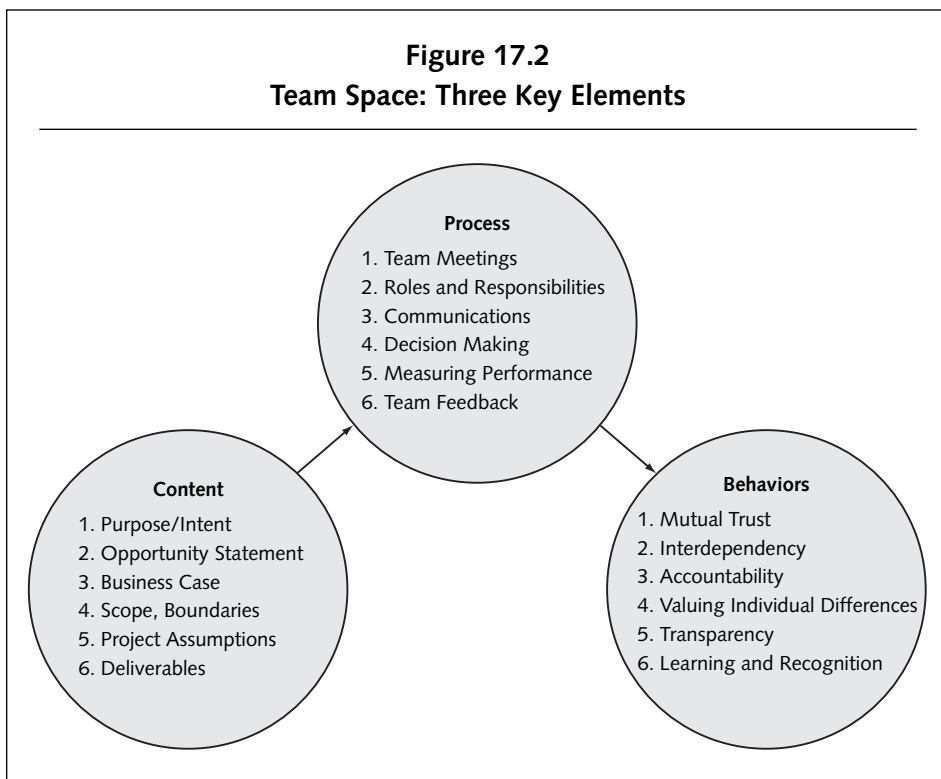 Figure 17.2
Team Space: Three Key Elements
Process
1. Team Meetings
2. Roles and Responsibilities
3. Communications
4. Decision Making
5. Measuring Performance
6. Team Feedback
Content
1. Purpose/Intent
2. Opportunity Statement
3. Business Case
4. Scope, Boundaries
5. Project Assumptions
6. Deliverables
Behaviors
1. Mutual Trust
2. Interdependency
3. Accountability
4. Valuing Individual Differences
5. Transparency
6. Learning and Recognition